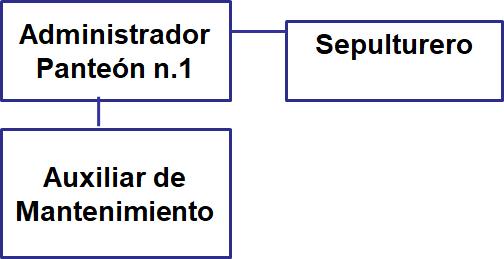 Administrador
Panteón n.1
Sepulturero
Auxiliar de
Mantenimiento